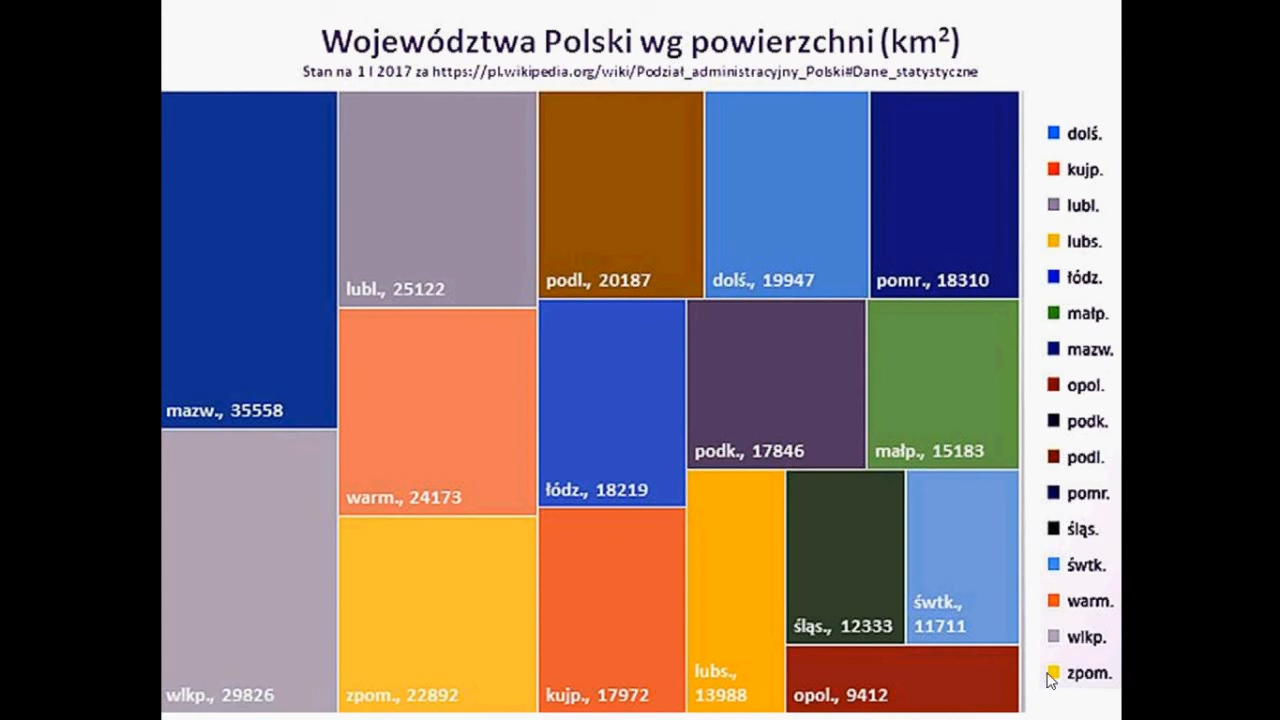 Województwa Polski wg powierzchni (km²)
Stan na 1 I 2017 za https://pl.wikipedia.org/wiki/Podział_administracyjny_Polski#Dane_statystyczne
mazw., 35558
wlkp., 29826
lubl., 25122
warm., 24173
zpom., 22892
podl., 20187
dolś., 19947
pomr., 18310
łódz., 18219
kujp., 17972
podk., 17846
małp., 15183
lubs.,
13988
śląs., 12333
śwtk.,
11711
opol., 9412
dolś.
kujp.
lubl.
lubs.
łódz.
małp.
mazw.
opol.
podk.
podl.
pomr.
śląs.
śwtk.
warm.
wlkp.
zpom.